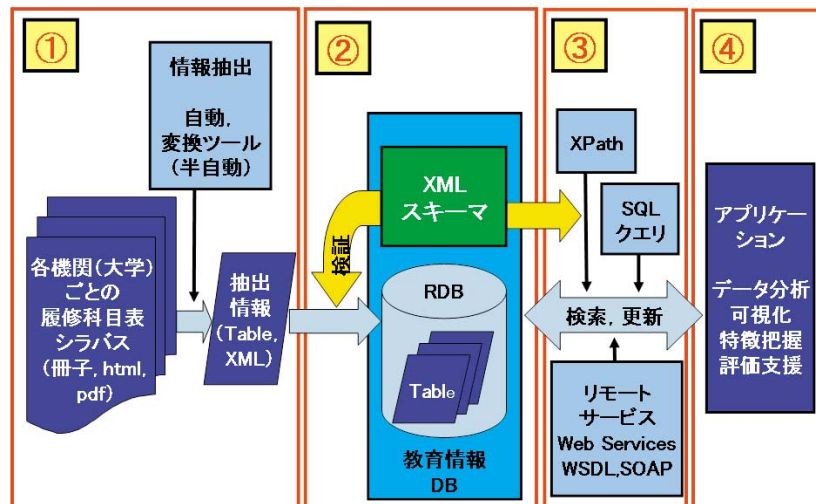 ①
情報抽出
自動,
変換ツール
(半自動)
各機関(大学)
ごとの
履修科目表
シラバス
(冊子, html,
pdf)
抽出
情報
(Table,
XML)
②
XML
スキーマ
検証
RDB
Table
教育情報
DB
③
XPath
SQL
クエリ
検索, 更新
リモート
サービス
Web Services
WSDL,SOAP
④
アプリケー
ション
データ分析
可視化
特徴把握
評価支援